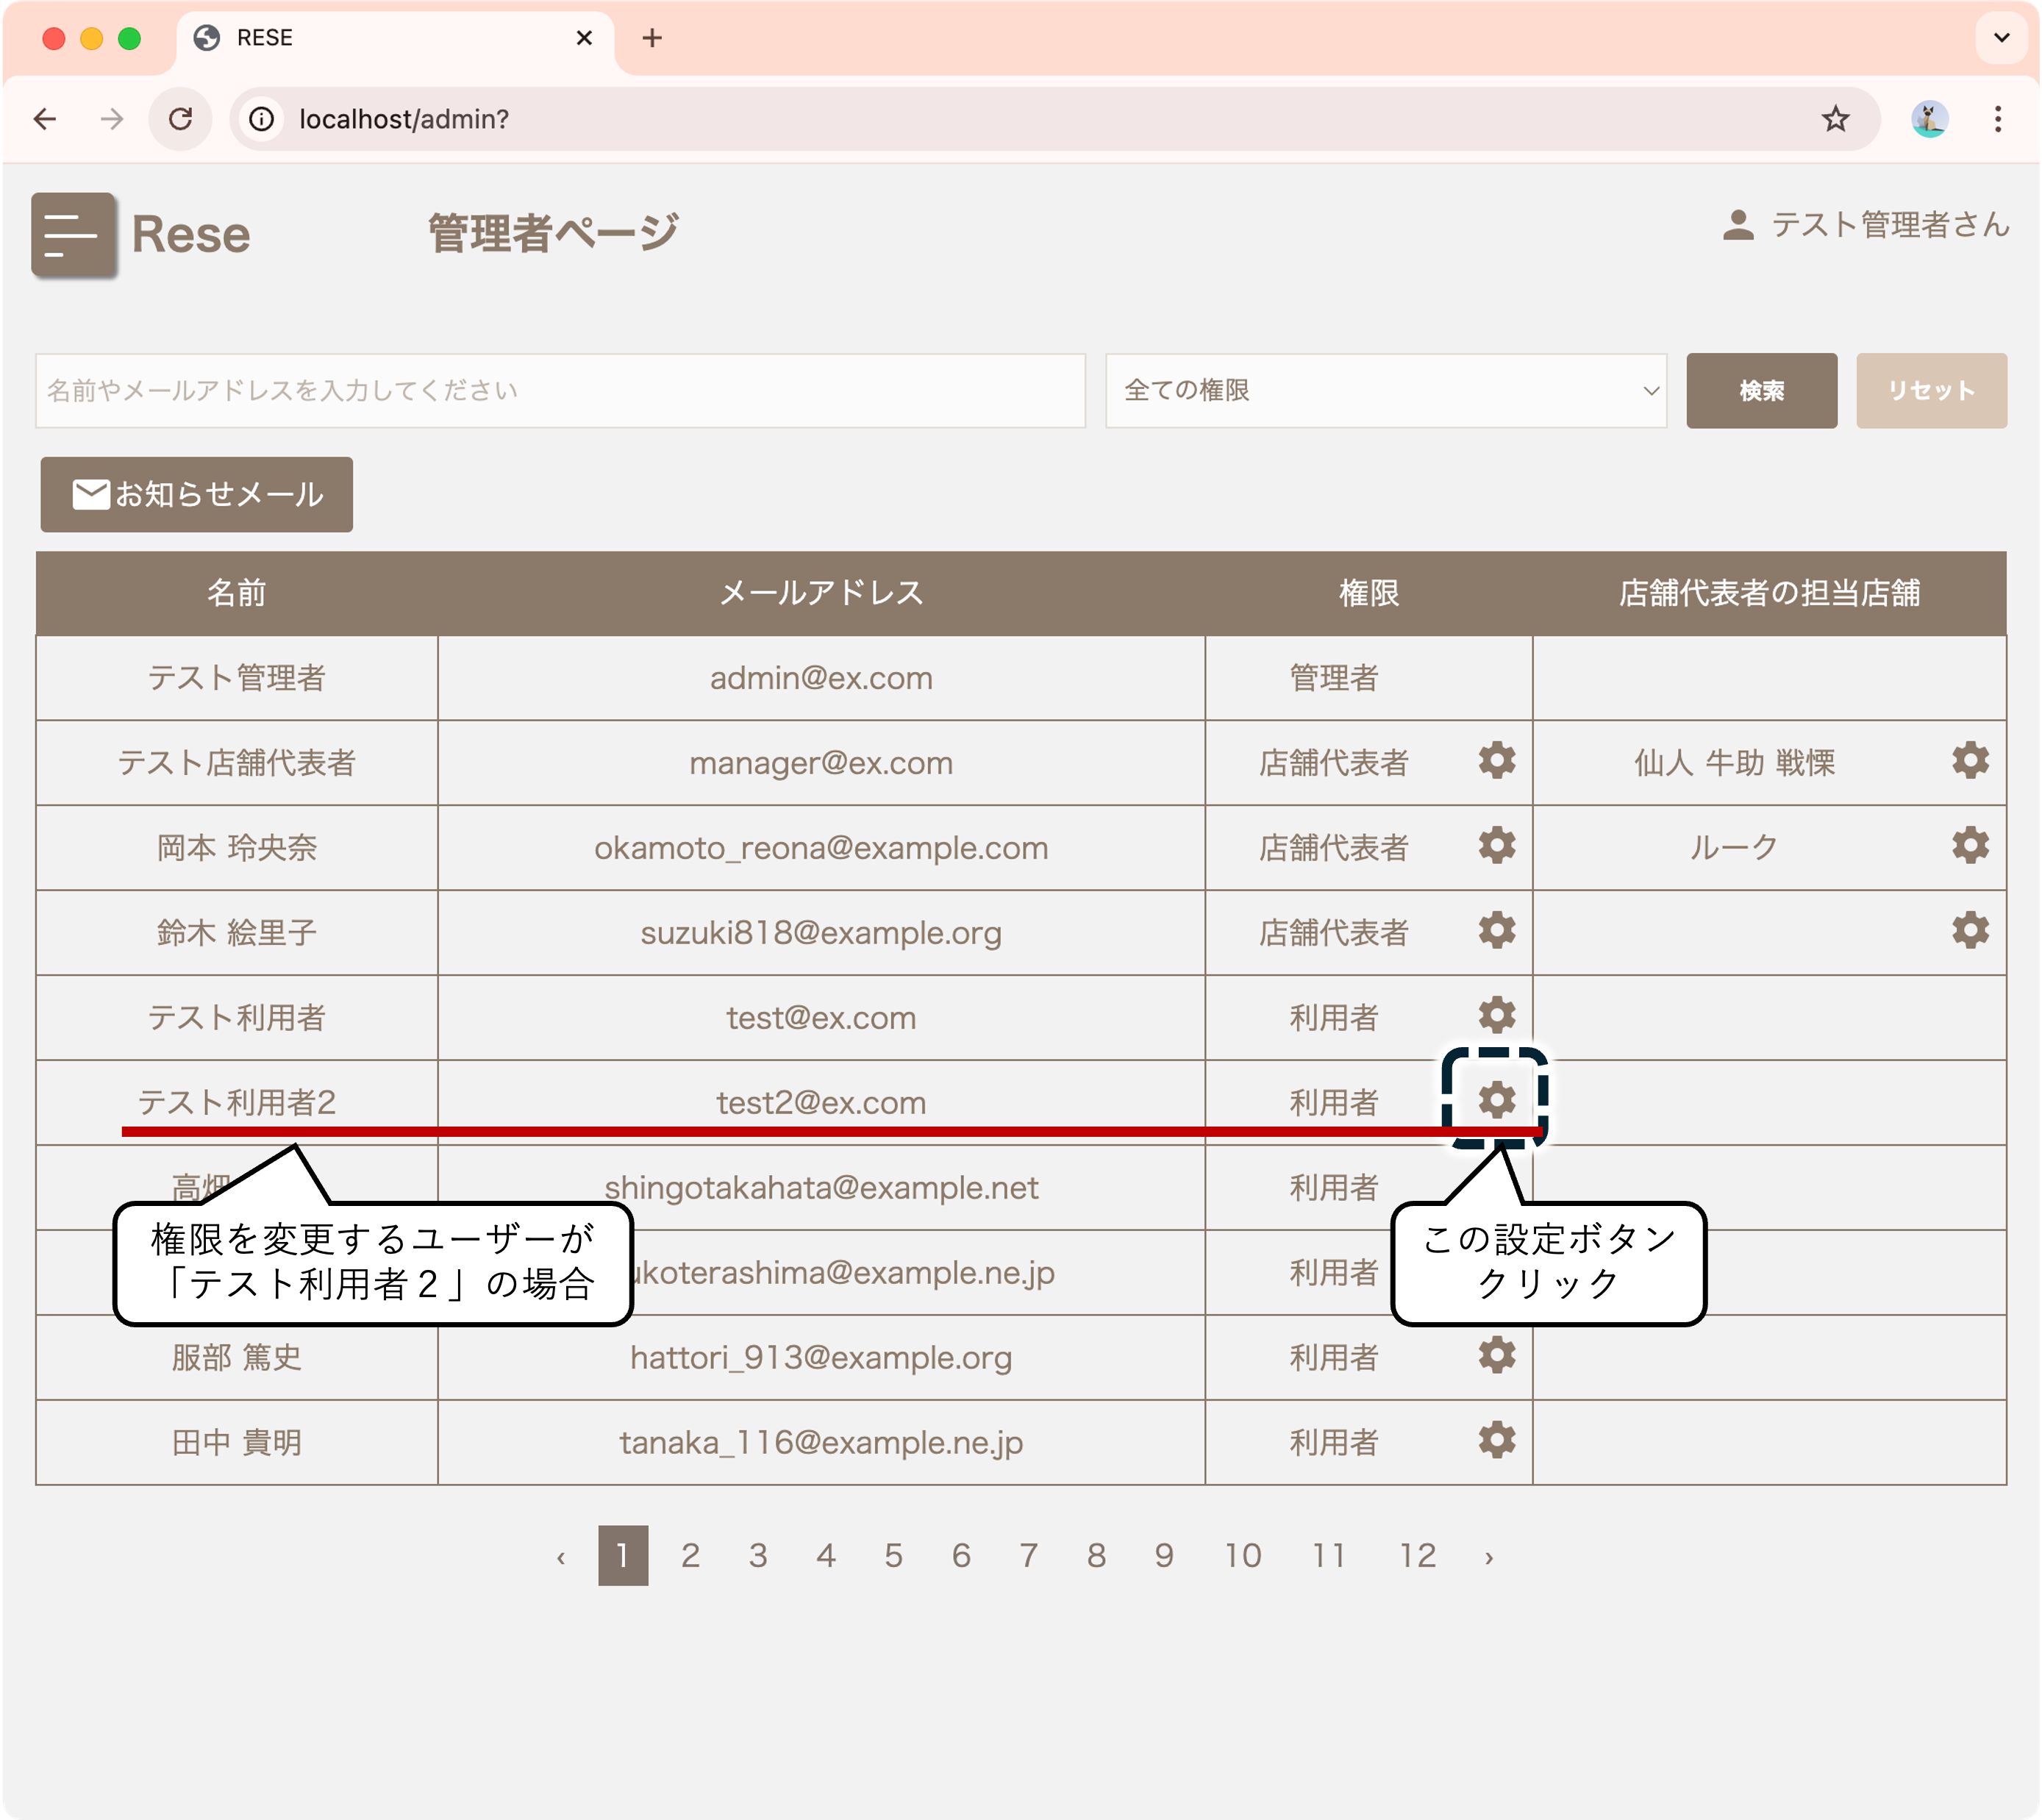 RESE
localhost/admin?
Rese
管理者ページ
テスト管理者さん
名前やメールアドレスを入力してください
全ての権限
検索
リセット
お知らせメール
名前 メールアドレス 権限 店舗代表者の担当店舗
テスト管理者 admin@ex.com 管理者
テスト店舗代表者 manager@ex.com 店舗代表者 仙人 牛助 戦慄
岡本 玲央奈 okamoto_reona@example.com 店舗代表者 ルーク
鈴木 絵里子 suzuki818@example.org 店舗代表者
テスト利用者 test@ex.com 利用者
テスト利用者2 test2@ex.com 利用者
shingotakahata@example.net 利用者
権限を変更するユーザーが
「テスト利用者２」の場合
この設定ボタン
クリック
ukoterashima@example.ne.jp 利用者
服部 篤史 hattori_913@example.org 利用者
田中 貴明 tanaka_116@example.ne.jp 利用者
‹ 1 2 3 4 5 6 7 8 9 10 11 12 ›